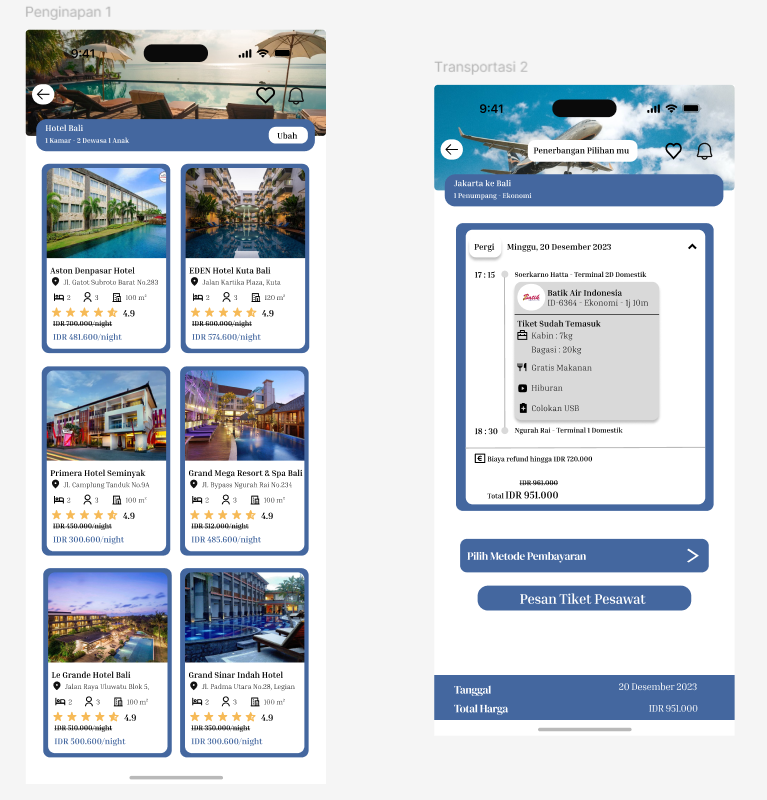 Penginapan 1
9:41
Hotel Bali
1 Kamar - 2 Dewasa 1 Anak
Ubah
Aston Denpasar Hotel
Jl. Gatot Subroto Barat No.283
2 3 100 m²
4.9
IDR 700.000/night
IDR 481.600/night
EDEN Hotel Kuta Bali
Jalan Kartika Plaza, Kuta
2 3 120 m²
4.9
IDR 600.000/night
IDR 574.600/night
Primera Hotel Seminyak
Jl. Camplung Tanduk No.9A
2 3 100 m²
4.9
IDR 450.000/night
IDR 300.600/night
Grand Mega Resort & Spa Bali
Jl. Bypass Ngurah Rai No.234
2 3 100 m²
4.9
IDR 512.000/night
IDR 485.600/night
Le Grande Hotel Bali
Jalan Raya Uluwatu Blok 5,
2 3 100 m²
4.9
IDR 510.000/night
IDR 500.600/night
Grand Sinar Indah Hotel
Jl. Padma Utara No.28, Legian
2 3 100 m²
4.9
IDR 350.000/night
IDR 300.600/night
Transportasi 2
9:41
Penerbangan Pilihan mu
Jakarta ke Bali
1 Penumpang - Ekonomi
Pergi
Minggu, 20 Desember 2023
17 : 15
Soerkarno Hatta - Terminal 2D Domestik
Batik
Batik Air Indonesia
ID-6364 - Ekonomi - 1j 10m
Tiket Sudah Temasuk
Kabin : 7kg
Bagasi : 20kg
Gratis Makanan
Hiburan
Colokan USB
18 : 30
Ngurah Rai - Terminal 1 Domestik
Biaya refund hingga IDR 720.000
IDR 961.000
Total IDR 951.000
Pilih Metode Pembayaran
Pesan Tiket Pesawat
Tanggal
20 Desember 2023
Total Harga
IDR 951.000